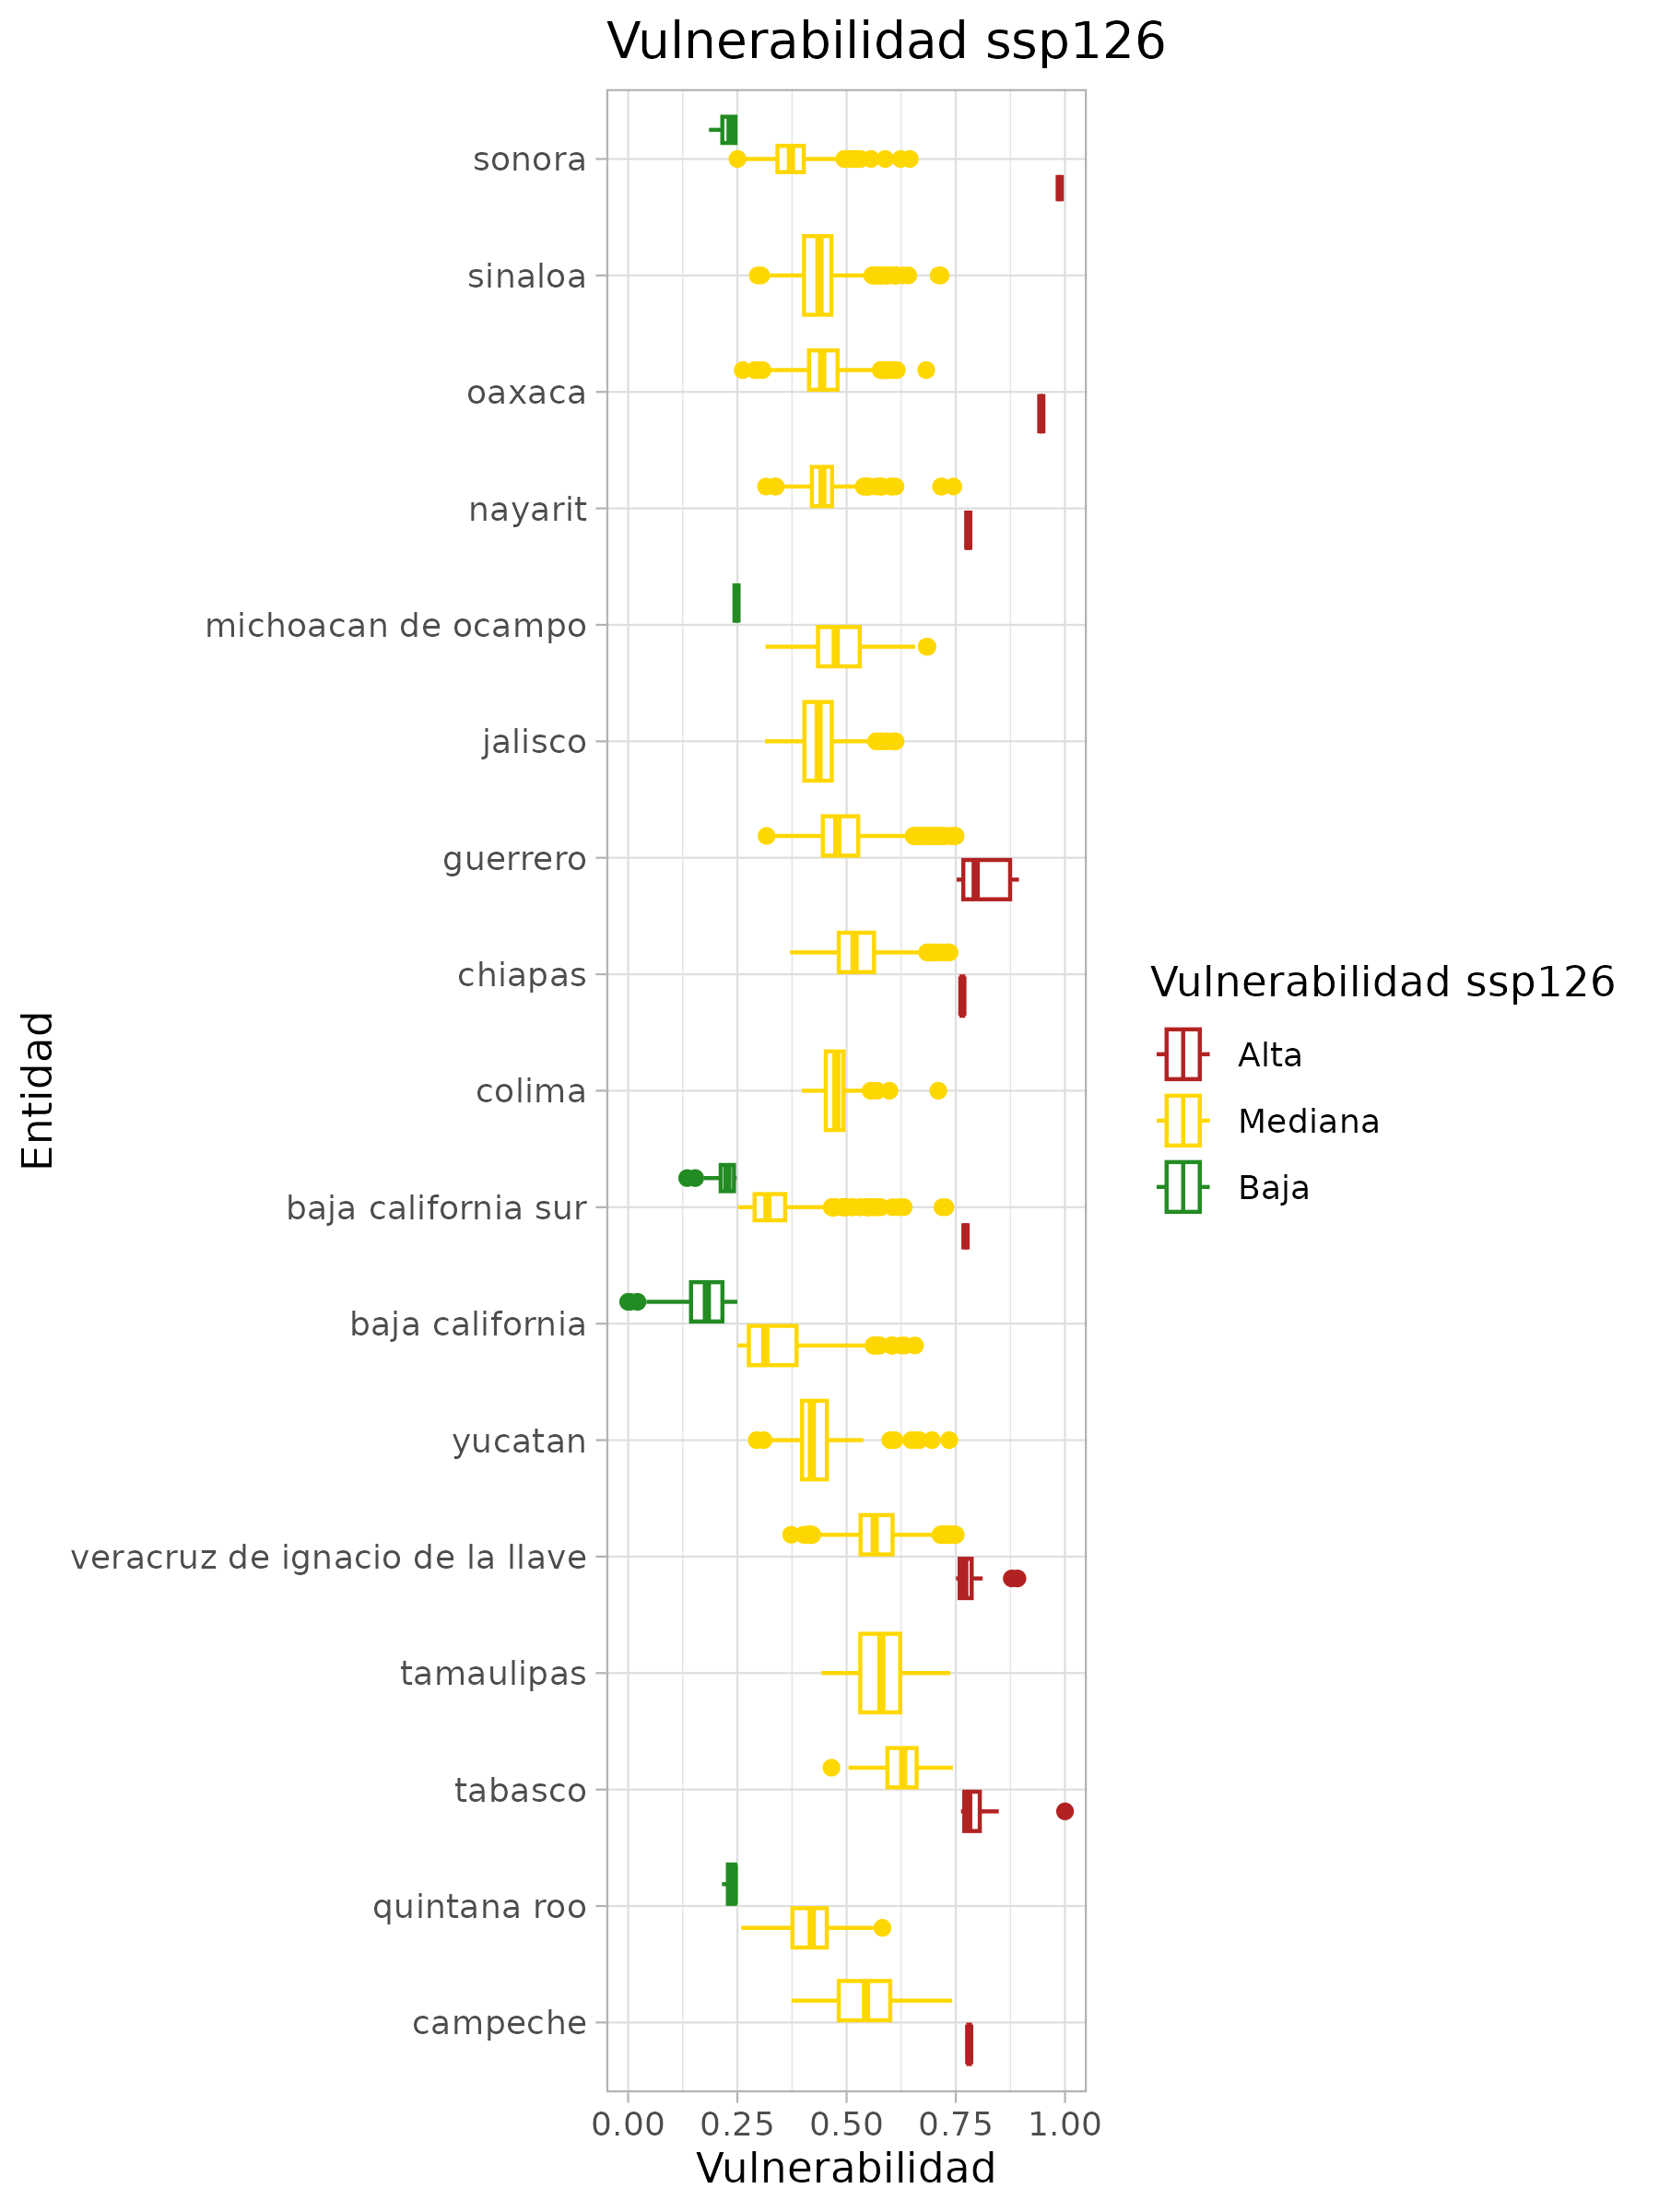 Vulnerabilidad ssp126
sonora
sinaloa
oaxaca
nayarit
michoacan de ocampo
jalisco
guerrero
chiapas
colima
baja california sur
baja california
yucatan
veracruz de ignacio de la llave
tamaulipas
tabasco
quintana roo
campeche
Entidad
0.00 0.25 0.50 0.75 1.00
Vulnerabilidad
Vulnerabilidad ssp126
Alta
Mediana
Baja